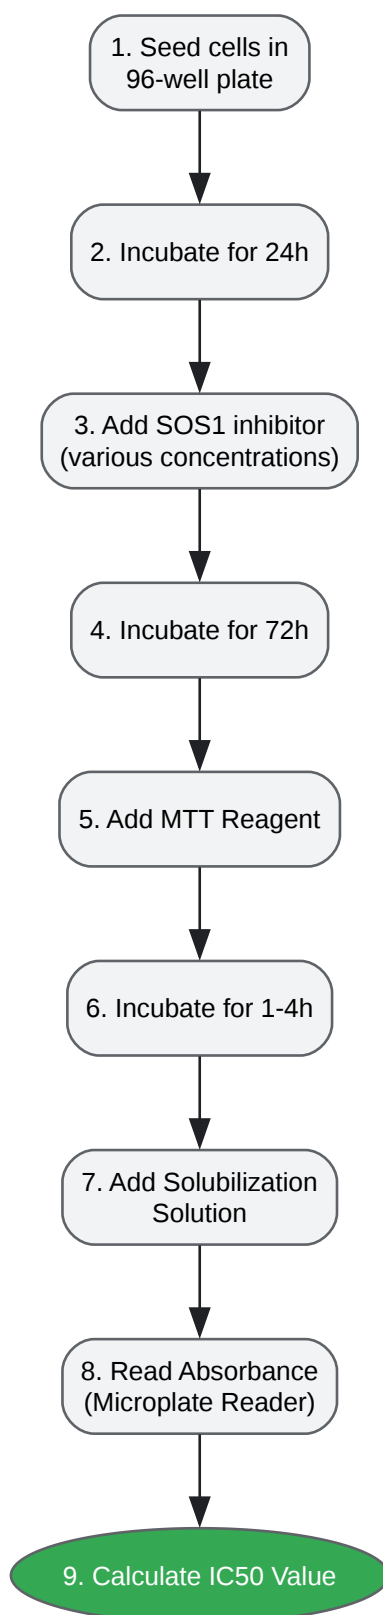 1. Seed cells in
96-well plate
2. Incubate for 24h
3. Add SOS1 inhibitor
(various concentrations)
4. Incubate for 72h
5. Add MTT Reagent
6. Incubate for 1-4h
7. Add Solubilization
Solution
8. Read Absorbance
(Microplate Reader)
9. Calculate IC50 Value